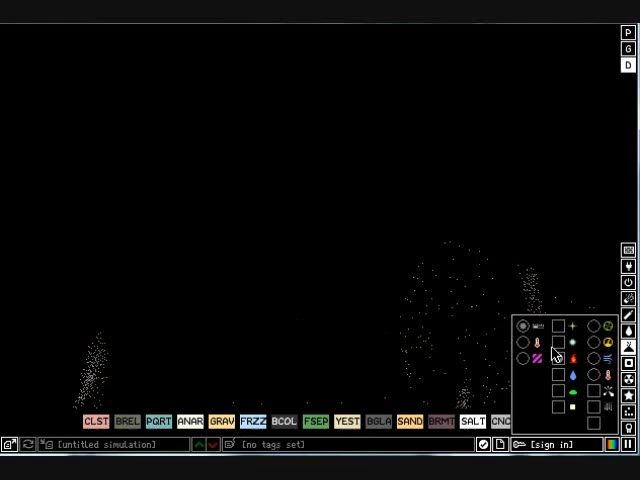 P
G
D
CLST BREL PQRT ANAR GRAV FRZZ BCOL FSEP YEST BGLA SAND BRMT SALT CNC
[untitled simulation] [no tags set] [sign in]